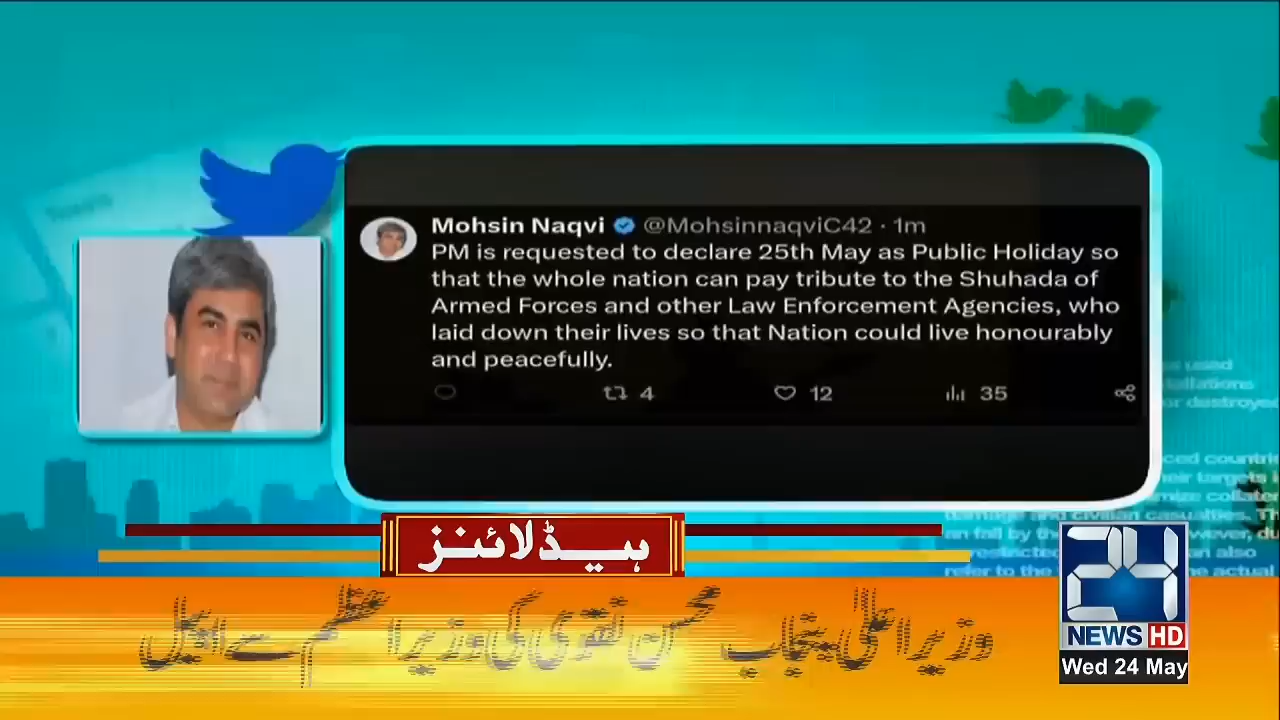 Mohsin Naqvi @MohsinnaqviC42 · 1m
PM is requested to declare 25th May as Public Holiday so
that the whole nation can pay tribute to the Shuhada of
Armed Forces and other Law Enforcement Agencies, who
laid down their lives so that Nation could live honourably
and peacefully.
4 12 35
ہیڈلائنز
وزیراعلیٰ پنجاب محسن نقوی کی وزیراعظم سے اپیل
24
NEWS HD
Wed 24 May